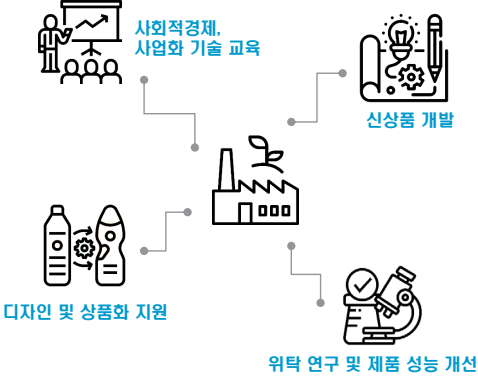 사회적경제,
사업화 기술 교육
신상품 개발
디자인 및 상품화 지원
위탁 연구 및 제품 성능 개선